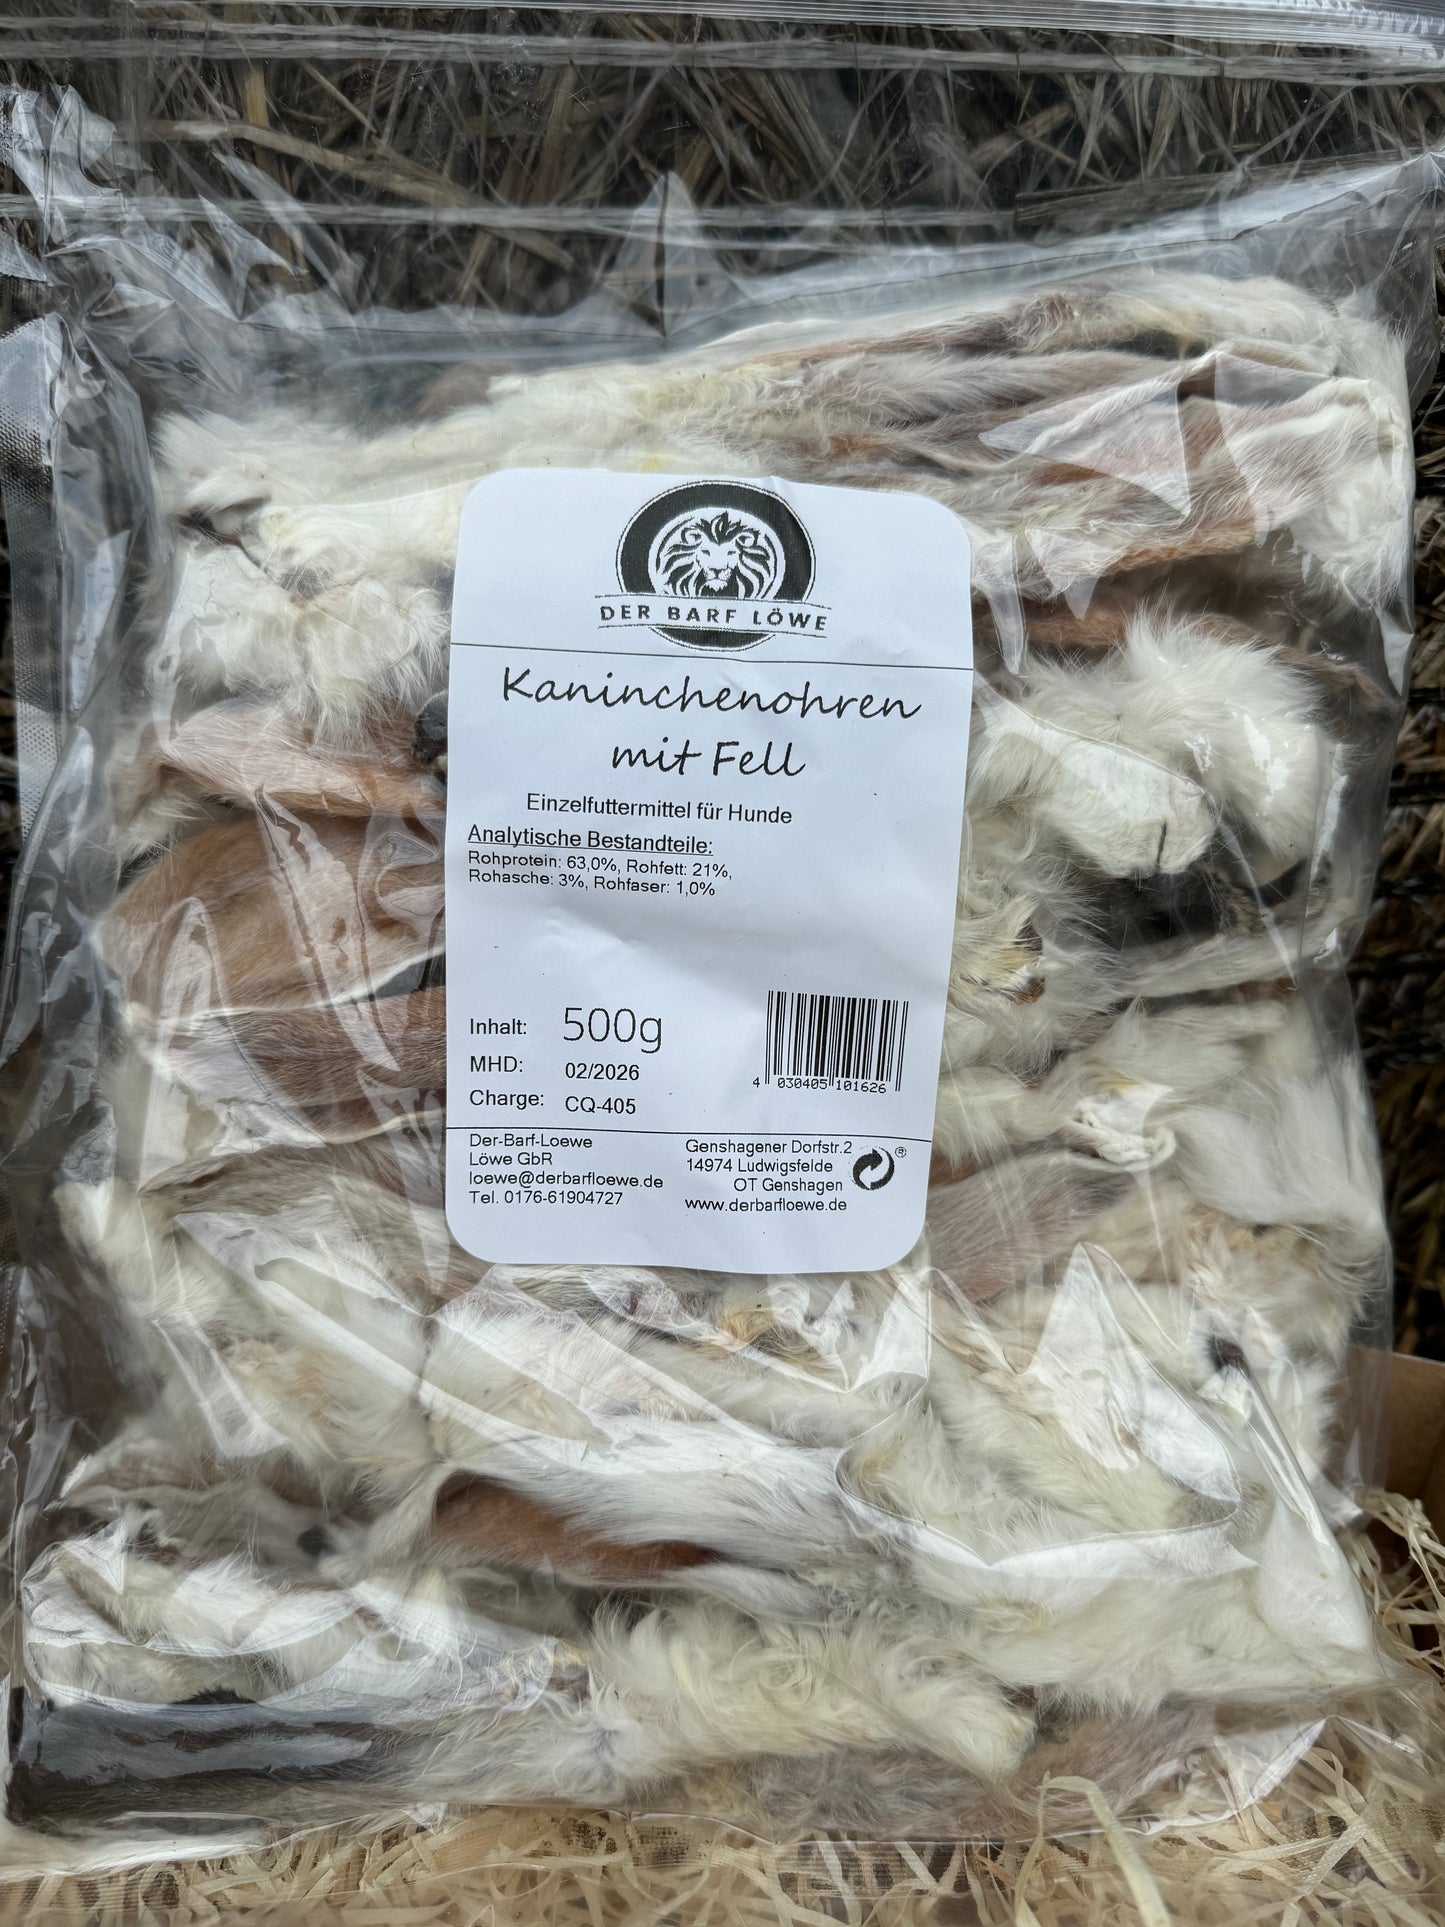 DER BARF LÖWE
Kaninchenohren
mit Fell
Einzelfuttermittel für Hunde
Analytische Bestandteile:
Rohprotein: 63,0%, Rohfett: 21%,
Rohasche: 3%, Rohfaser: 1,0%
Inhalt: 500g
MHD: 02/2026
Charge: CQ-405
4 030405 101626
Der-Barf-Loewe
Löwe GbR
loewe@derbarfloewe.de
Tel. 0176-61904727
Genshagener Dorfstr.2
14974 Ludwigsfelde
OT Genshagen
www.derbarfloewe.de
®